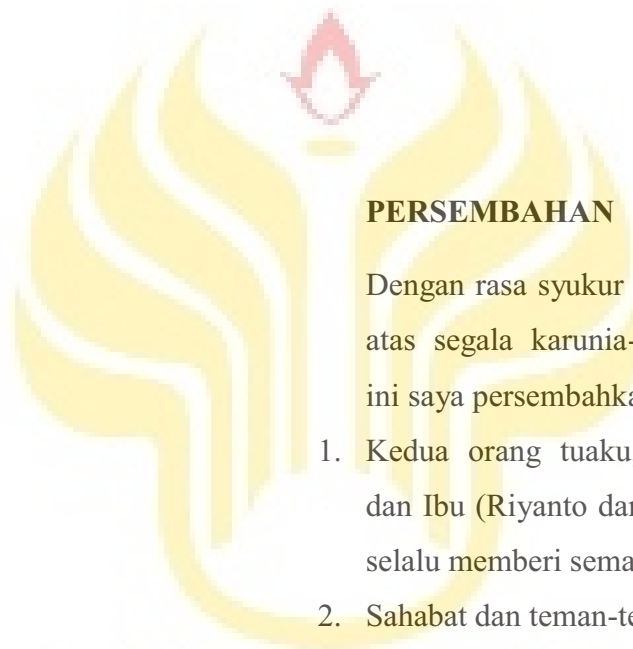 PERSEMBAHAN
Dengan rasa syukur
atas segala karunia-
ini saya persembahka
1. Kedua orang tuaku
dan Ibu (Riyanto dan
selalu memberi sema
2. Sahabat dan teman-te